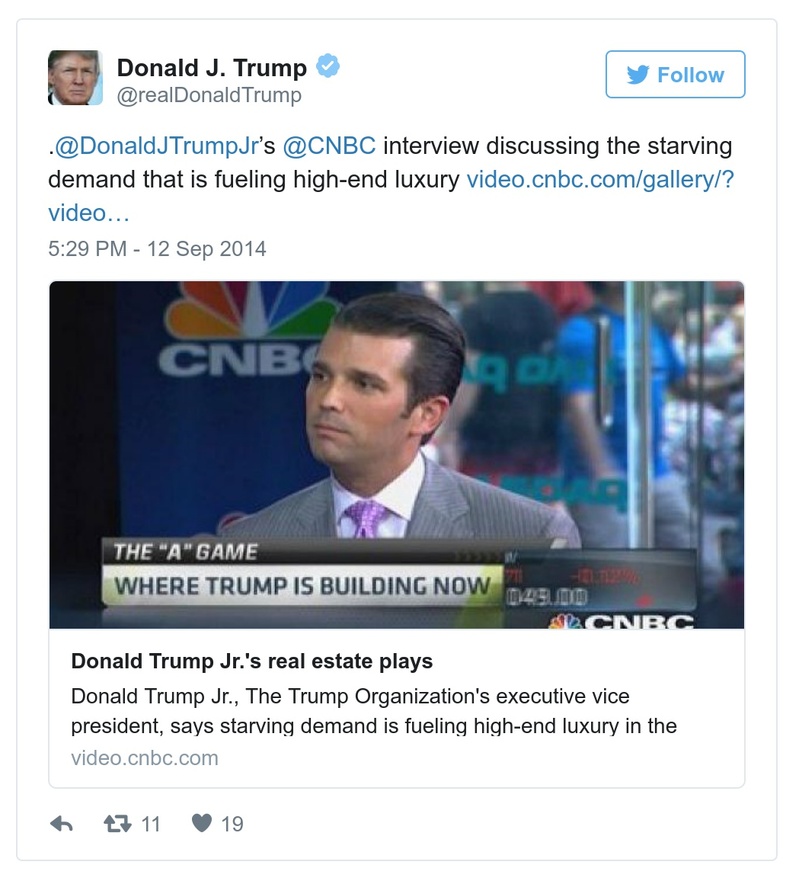 Donald J. Trump
@realDonaldTrump
Follow
.@DonaldJTrumpJr's @CNBC interview discussing the starving
demand that is fueling high-end luxury video.cnbc.com/gallery/?
video…
5:29 PM - 12 Sep 2014
CNBC
THE "A" GAME
WHERE TRUMP IS BUILDING NOW
CNBC
Donald Trump Jr.'s real estate plays
Donald Trump Jr., The Trump Organization's executive vice
president, says starving demand is fueling high-end luxury in the
video.cnbc.com
11
19